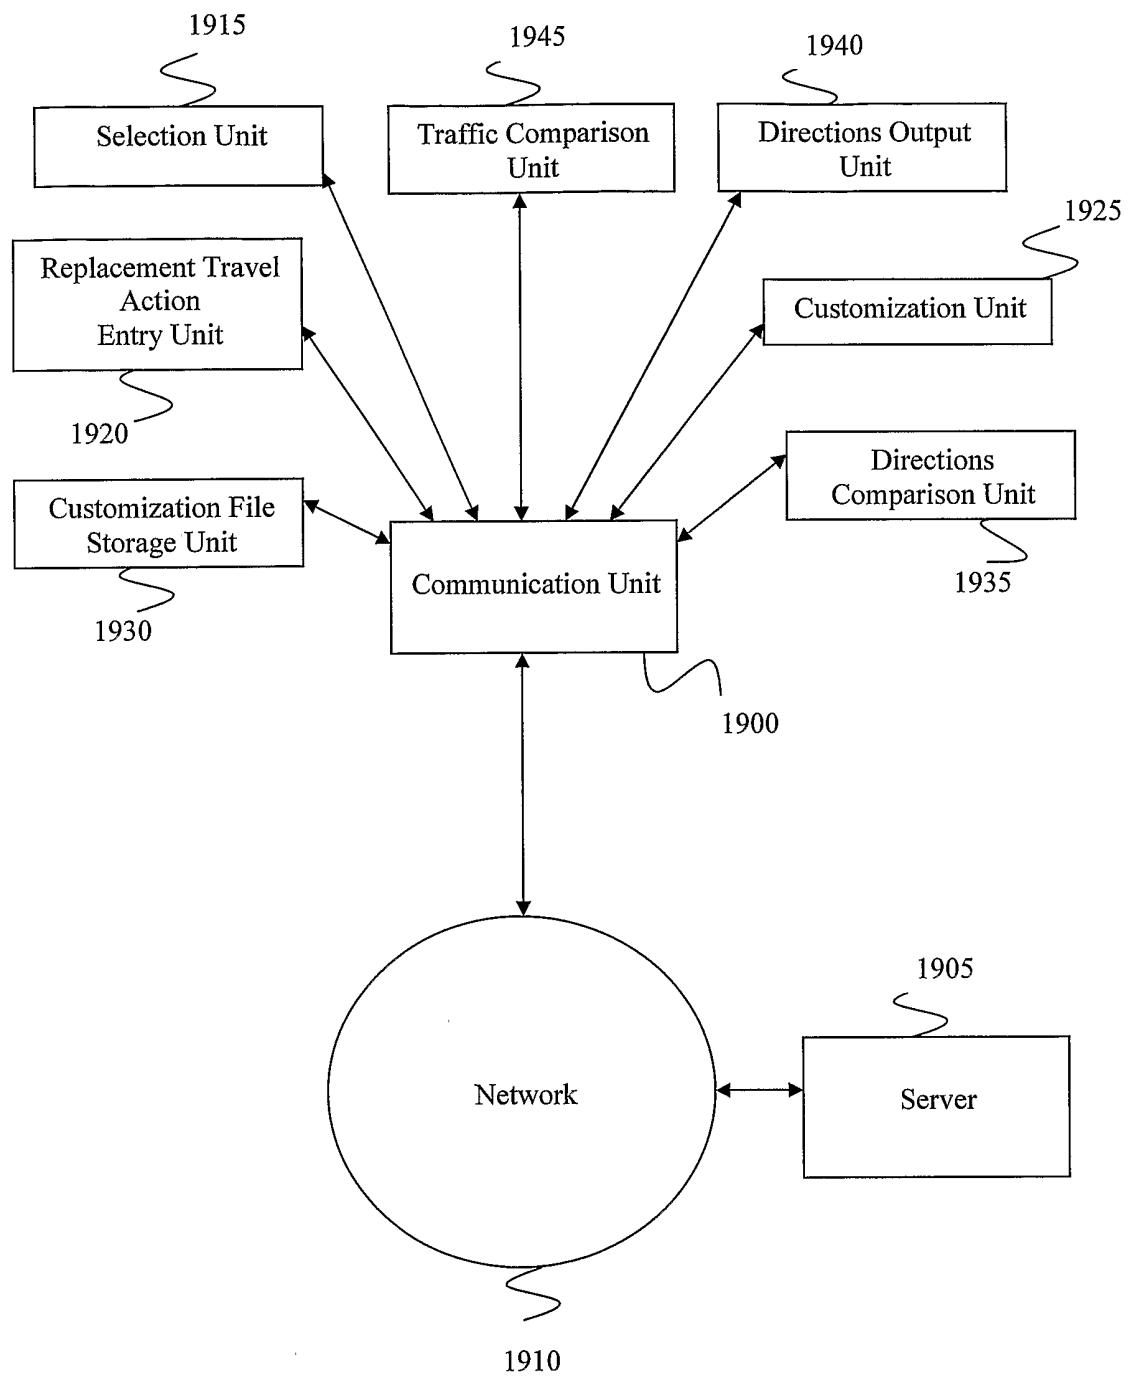 1915
1945
1940
Selection Unit
Traffic Comparison
Unit
Directions Output
Unit
1925
Replacement Travel
Action
Entry Unit
Customization Unit
1920
Directions
Comparison Unit
Customization File
Storage Unit
1935
Communication Unit
1930
1900
1905
Network
Server
1910